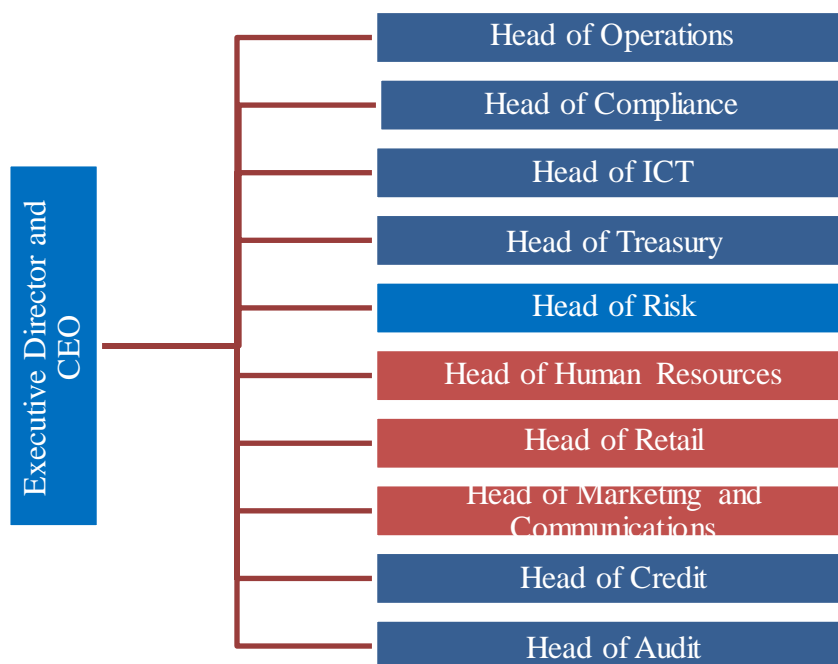 Executive Director and
CEO
Head of Operations
Head of Compliance
Head of ICT
Head of Treasury
Head of Risk
Head of Human Resources
Head of Retail
Head of Marketing and
Communications
Head of Credit
Head of Audit